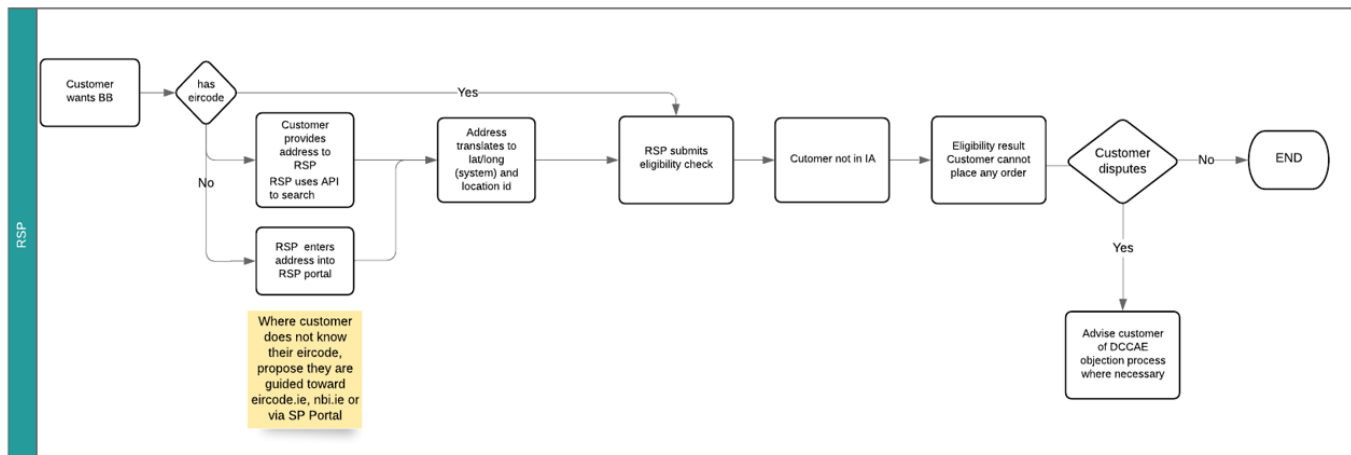 RSP
Customer
wants BB
has
eircode
Yes
No
Customer
provides
address to
RSP
RSP uses API
to search
RSP enters
address into
RSP portal
Where customer
does not know
their eircode,
propose they are
guided toward
eircode.ie, nbi.ie or
via SP Portal
Address
translates to
lat/long
(system) and
location id
RSP submits
eligibility check
Cutomer not in IA
Eligibility result
Customer cannot
place any order
Customer
disputes
No
END
Yes
Advise customer
of DCCAE
objection process
where necessary